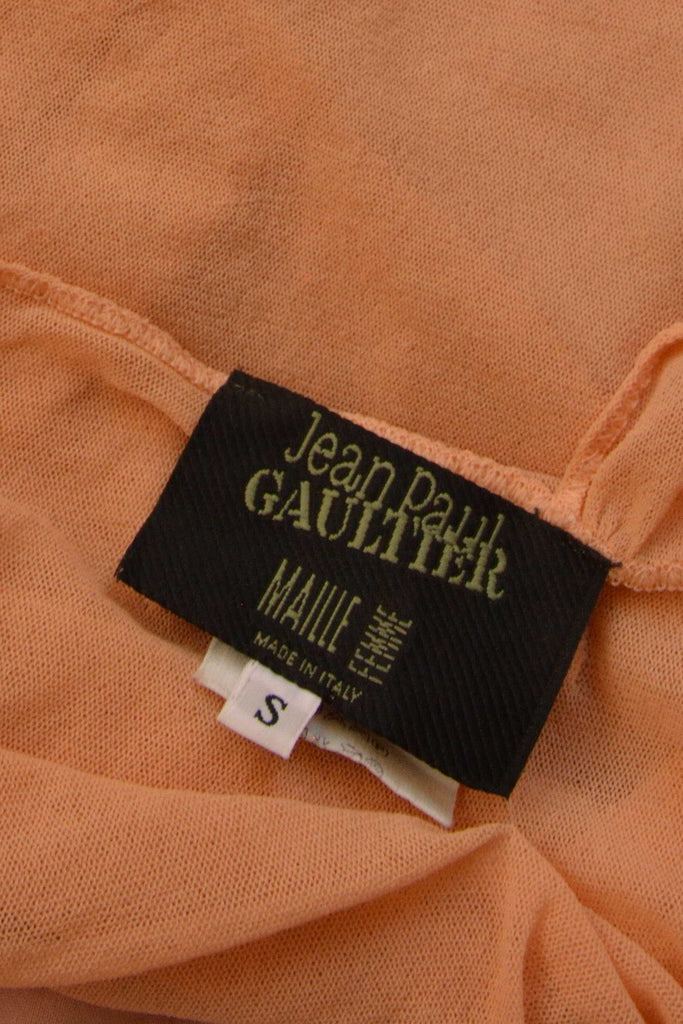 Jean Paul
GAULTIER
MAILLE
FEMME
MADE IN ITALY
S